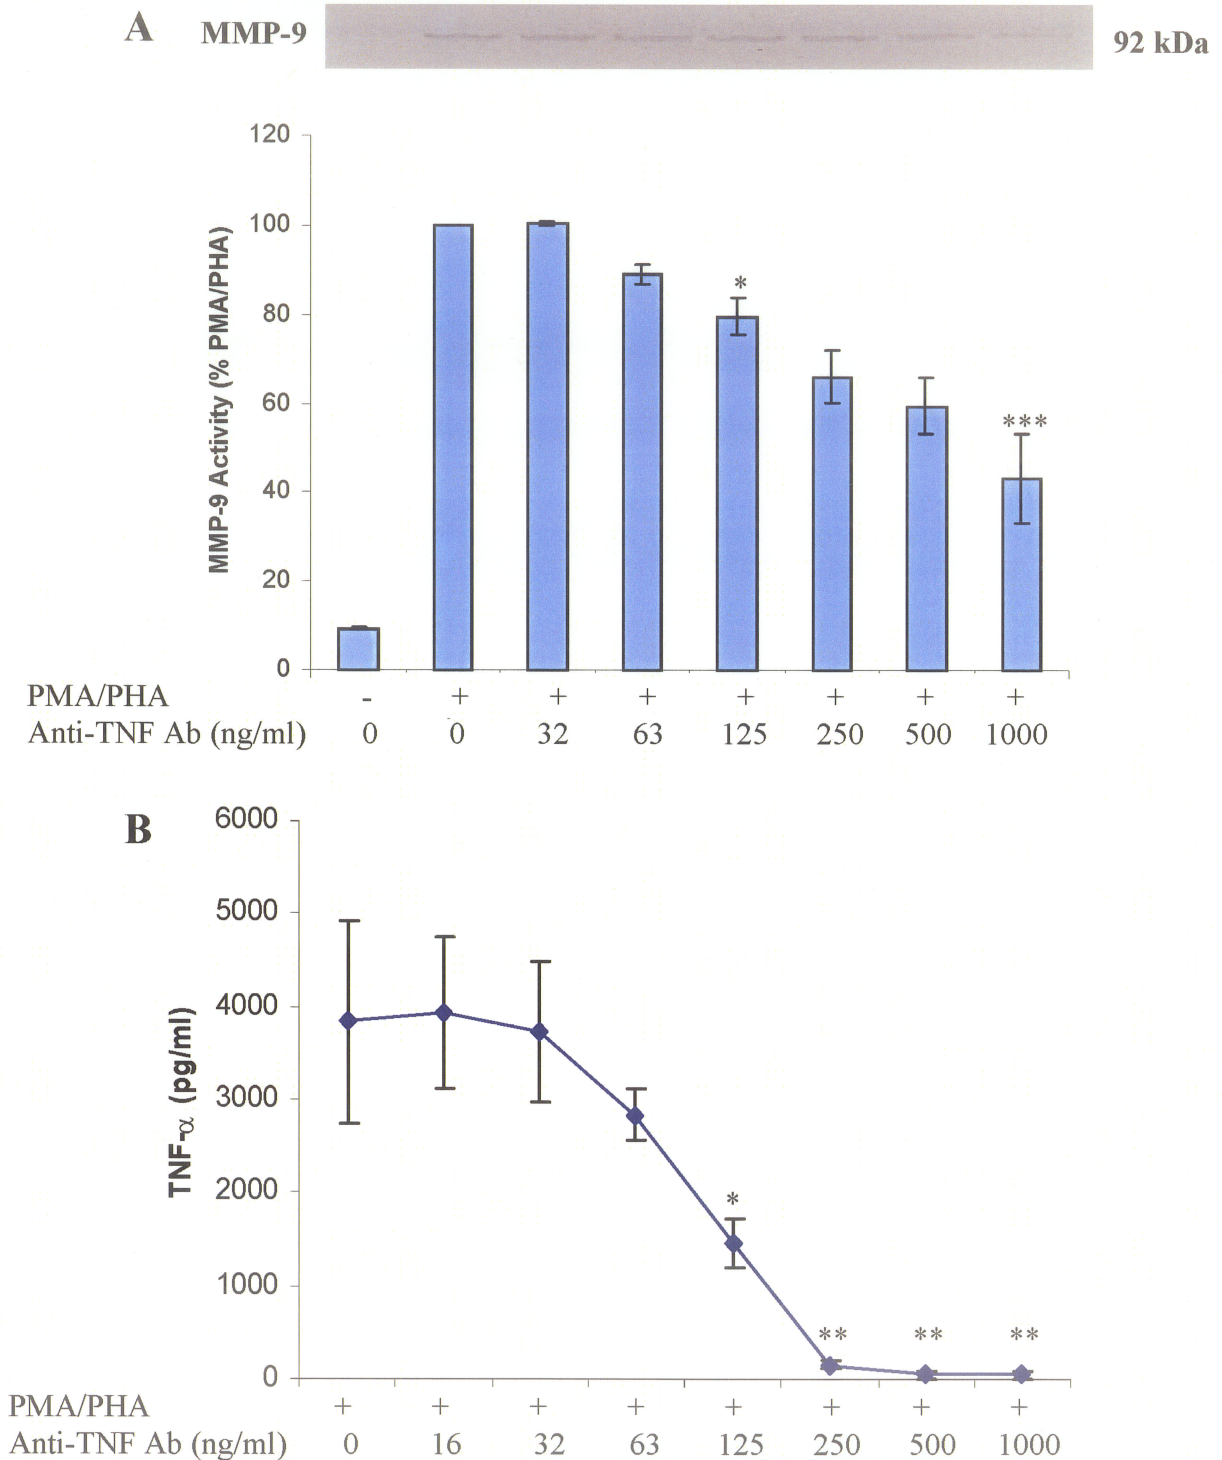 A MMP-9 92 kDa
120
100
80
60
40
20
0
MMP-9 Activity (% PMA/PHA)
*
***
PMA/PHA - + + + + + + +
Anti-TNF Ab (ng/ml) 0 0 32 63 125 250 500 1000
B
6000
5000
4000
3000
2000
1000
0
TNF-α (pg/ml)
*
** ** **
PMA/PHA + + + + + + + +
Anti-TNF Ab (ng/ml) 0 16 32 63 125 250 500 1000